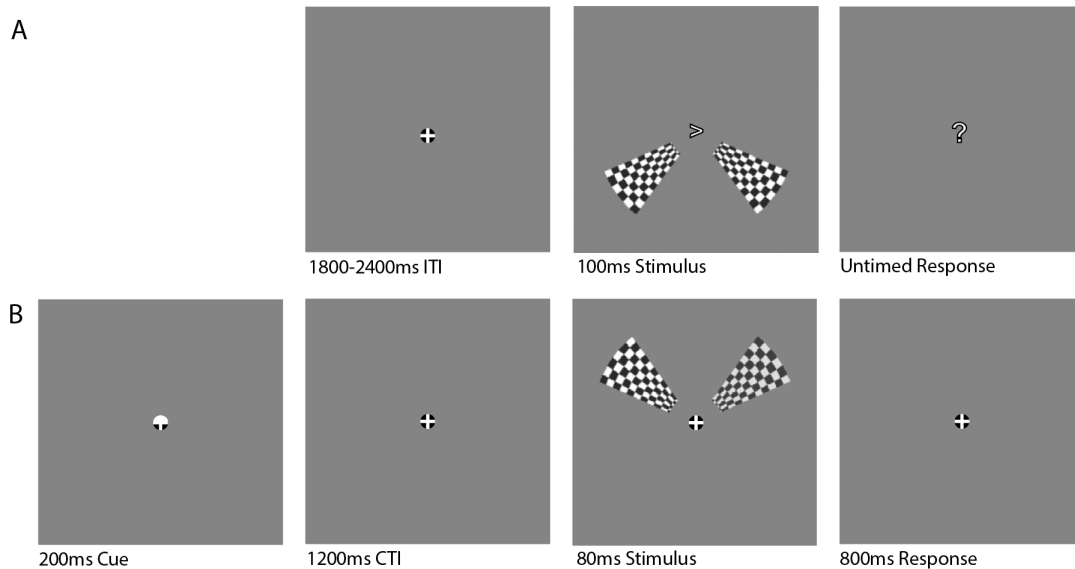 A
>
?
1800-2400ms ITI
100ms Stimulus
Untimed Response
B
200ms Cue
1200ms CTI
80ms Stimulus
800ms Response